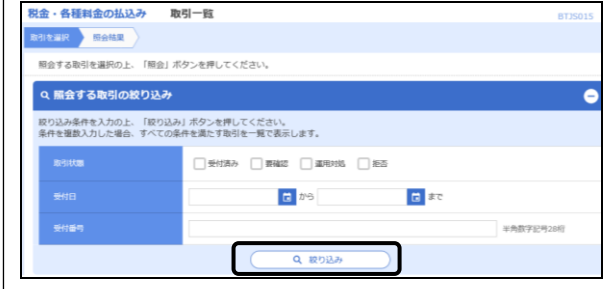 税金・各種料金の払込み 取引一覧 BTJS015
取引を選択 照会結果
照会する取引を選択の上、「照会」ボタンを押してください。
照会する取引の絞り込み
絞り込み条件を入力の上、「絞り込み」ボタンを押してください。
条件を複数入力した場合、すべての条件を満たす取引を一覧で表示します。
取引状態 受付済み 要確認 運用対処 拒否
受付日 から まで
受付番号 半角数字記号28桁
絞り込み